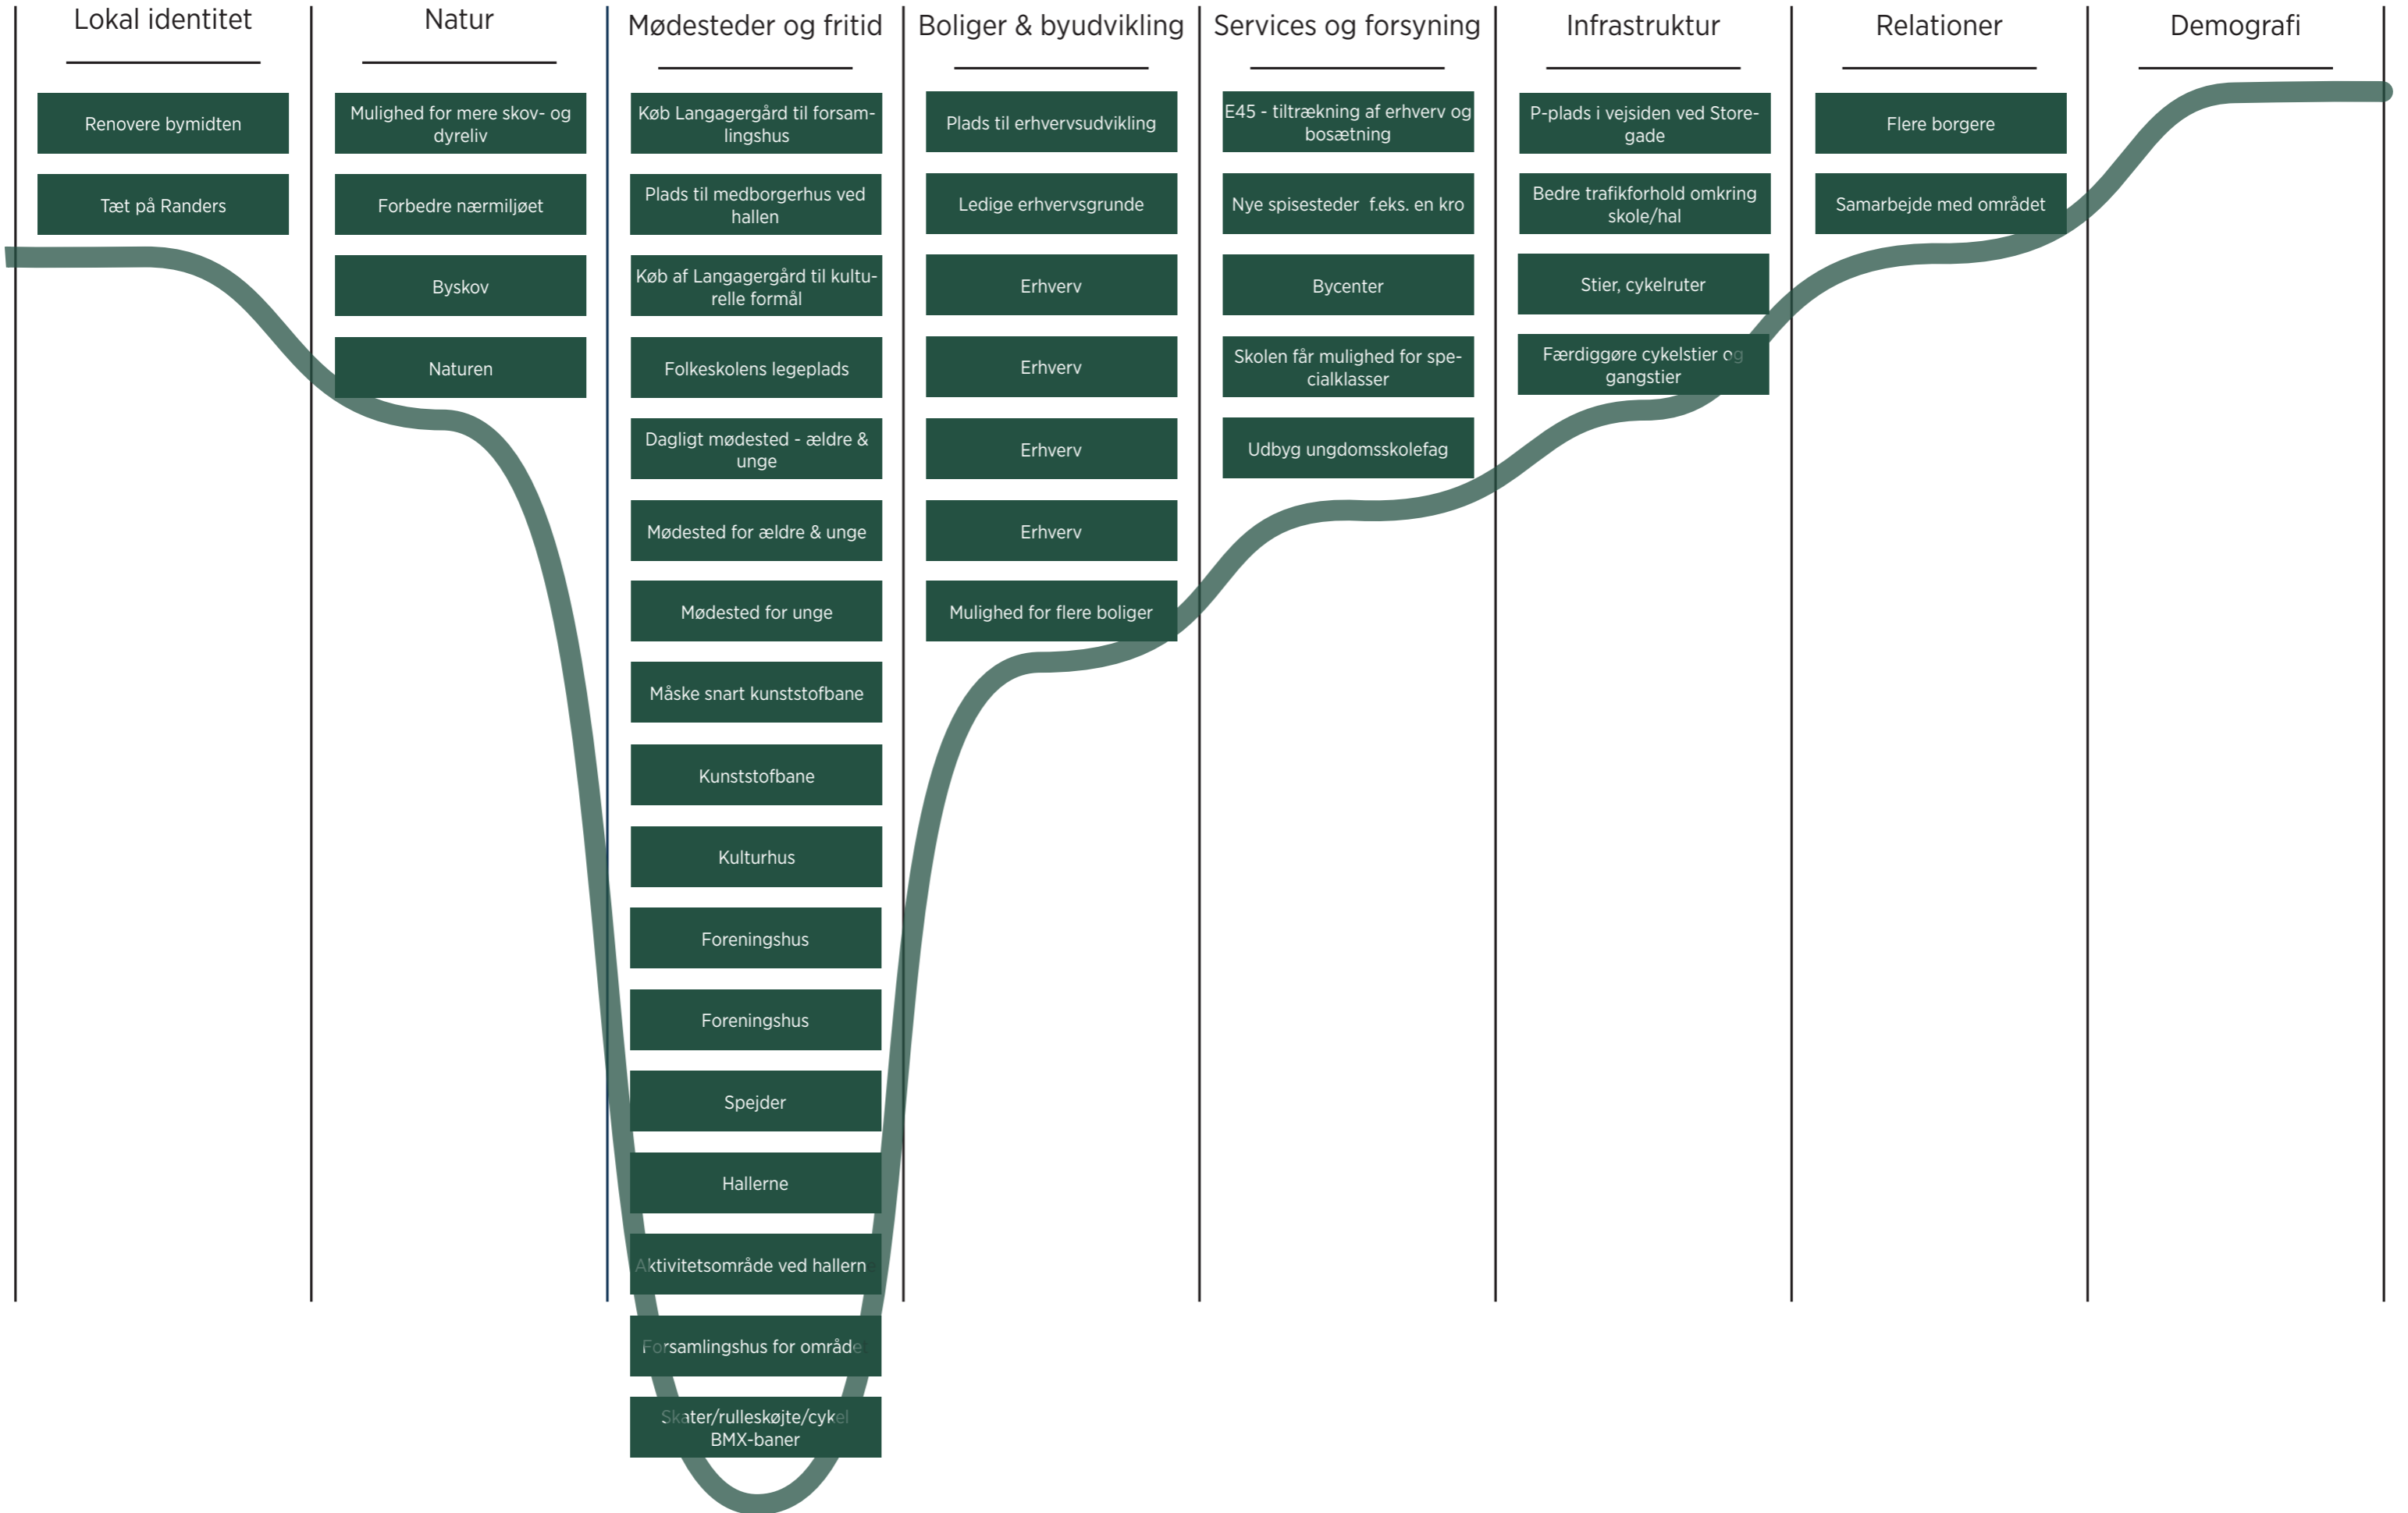 Lokal identitet
Renovere bymidten
Tæt på Randers
Natur
Mulighed for mere skov- og
dyreliv
Forbedre nærmiljøet
Byskov
Naturen
Mødesteder og fritid
Køb Langagergård til forsam-
lingshus
Plads til medborgerhus ved
hallen
Køb af Langagergård til kultu-
relle formål
Folkeskolens legeplads
Dagligt mødested - ældre &
unge
Mødested for ældre & unge
Mødested for unge
Måske snart kunststofbane
Kunststofbane
Kulturhus
Foreningshus
Foreningshus
Spejder
Hallerne
Aktivitetsområde ved hallerne
Forsamlingshus for område
Skater/rulleskøjte/cykel
BMX-baner
Boliger & byudvikling
Plads til erhvervsudvikling
Ledige erhvervsgrunde
Erhverv
Erhverv
Erhverv
Erhverv
Mulighed for flere boliger
Services og forsyning
E45 - tiltrækning af erhverv og
bosætning
Nye spisesteder f.eks. en kro
Bycenter
Skolen får mulighed for spe-
cialklasser
Udbyg ungdomsskolefag
Infrastruktur
P-plads i vejsiden ved Store-
gade
Bedre trafikforhold omkring
skole/hal
Stier, cykelruter
Færdiggøre cykelstier og
gangstier
Relationer
Flere borgere
Samarbejde med området
Demografi